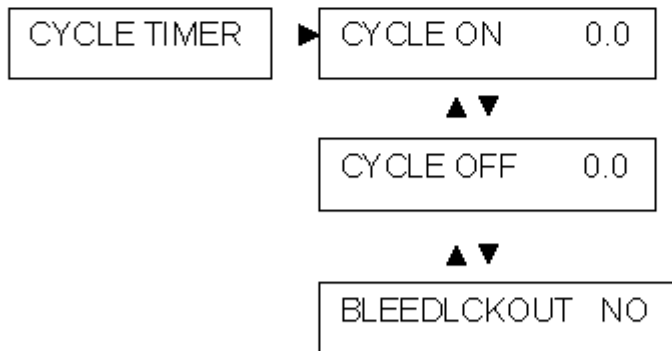 CYCLE TIMER
CYCLE ON 0.0
CYCLE OFF 0.0
BLEEDLCKOUT NO